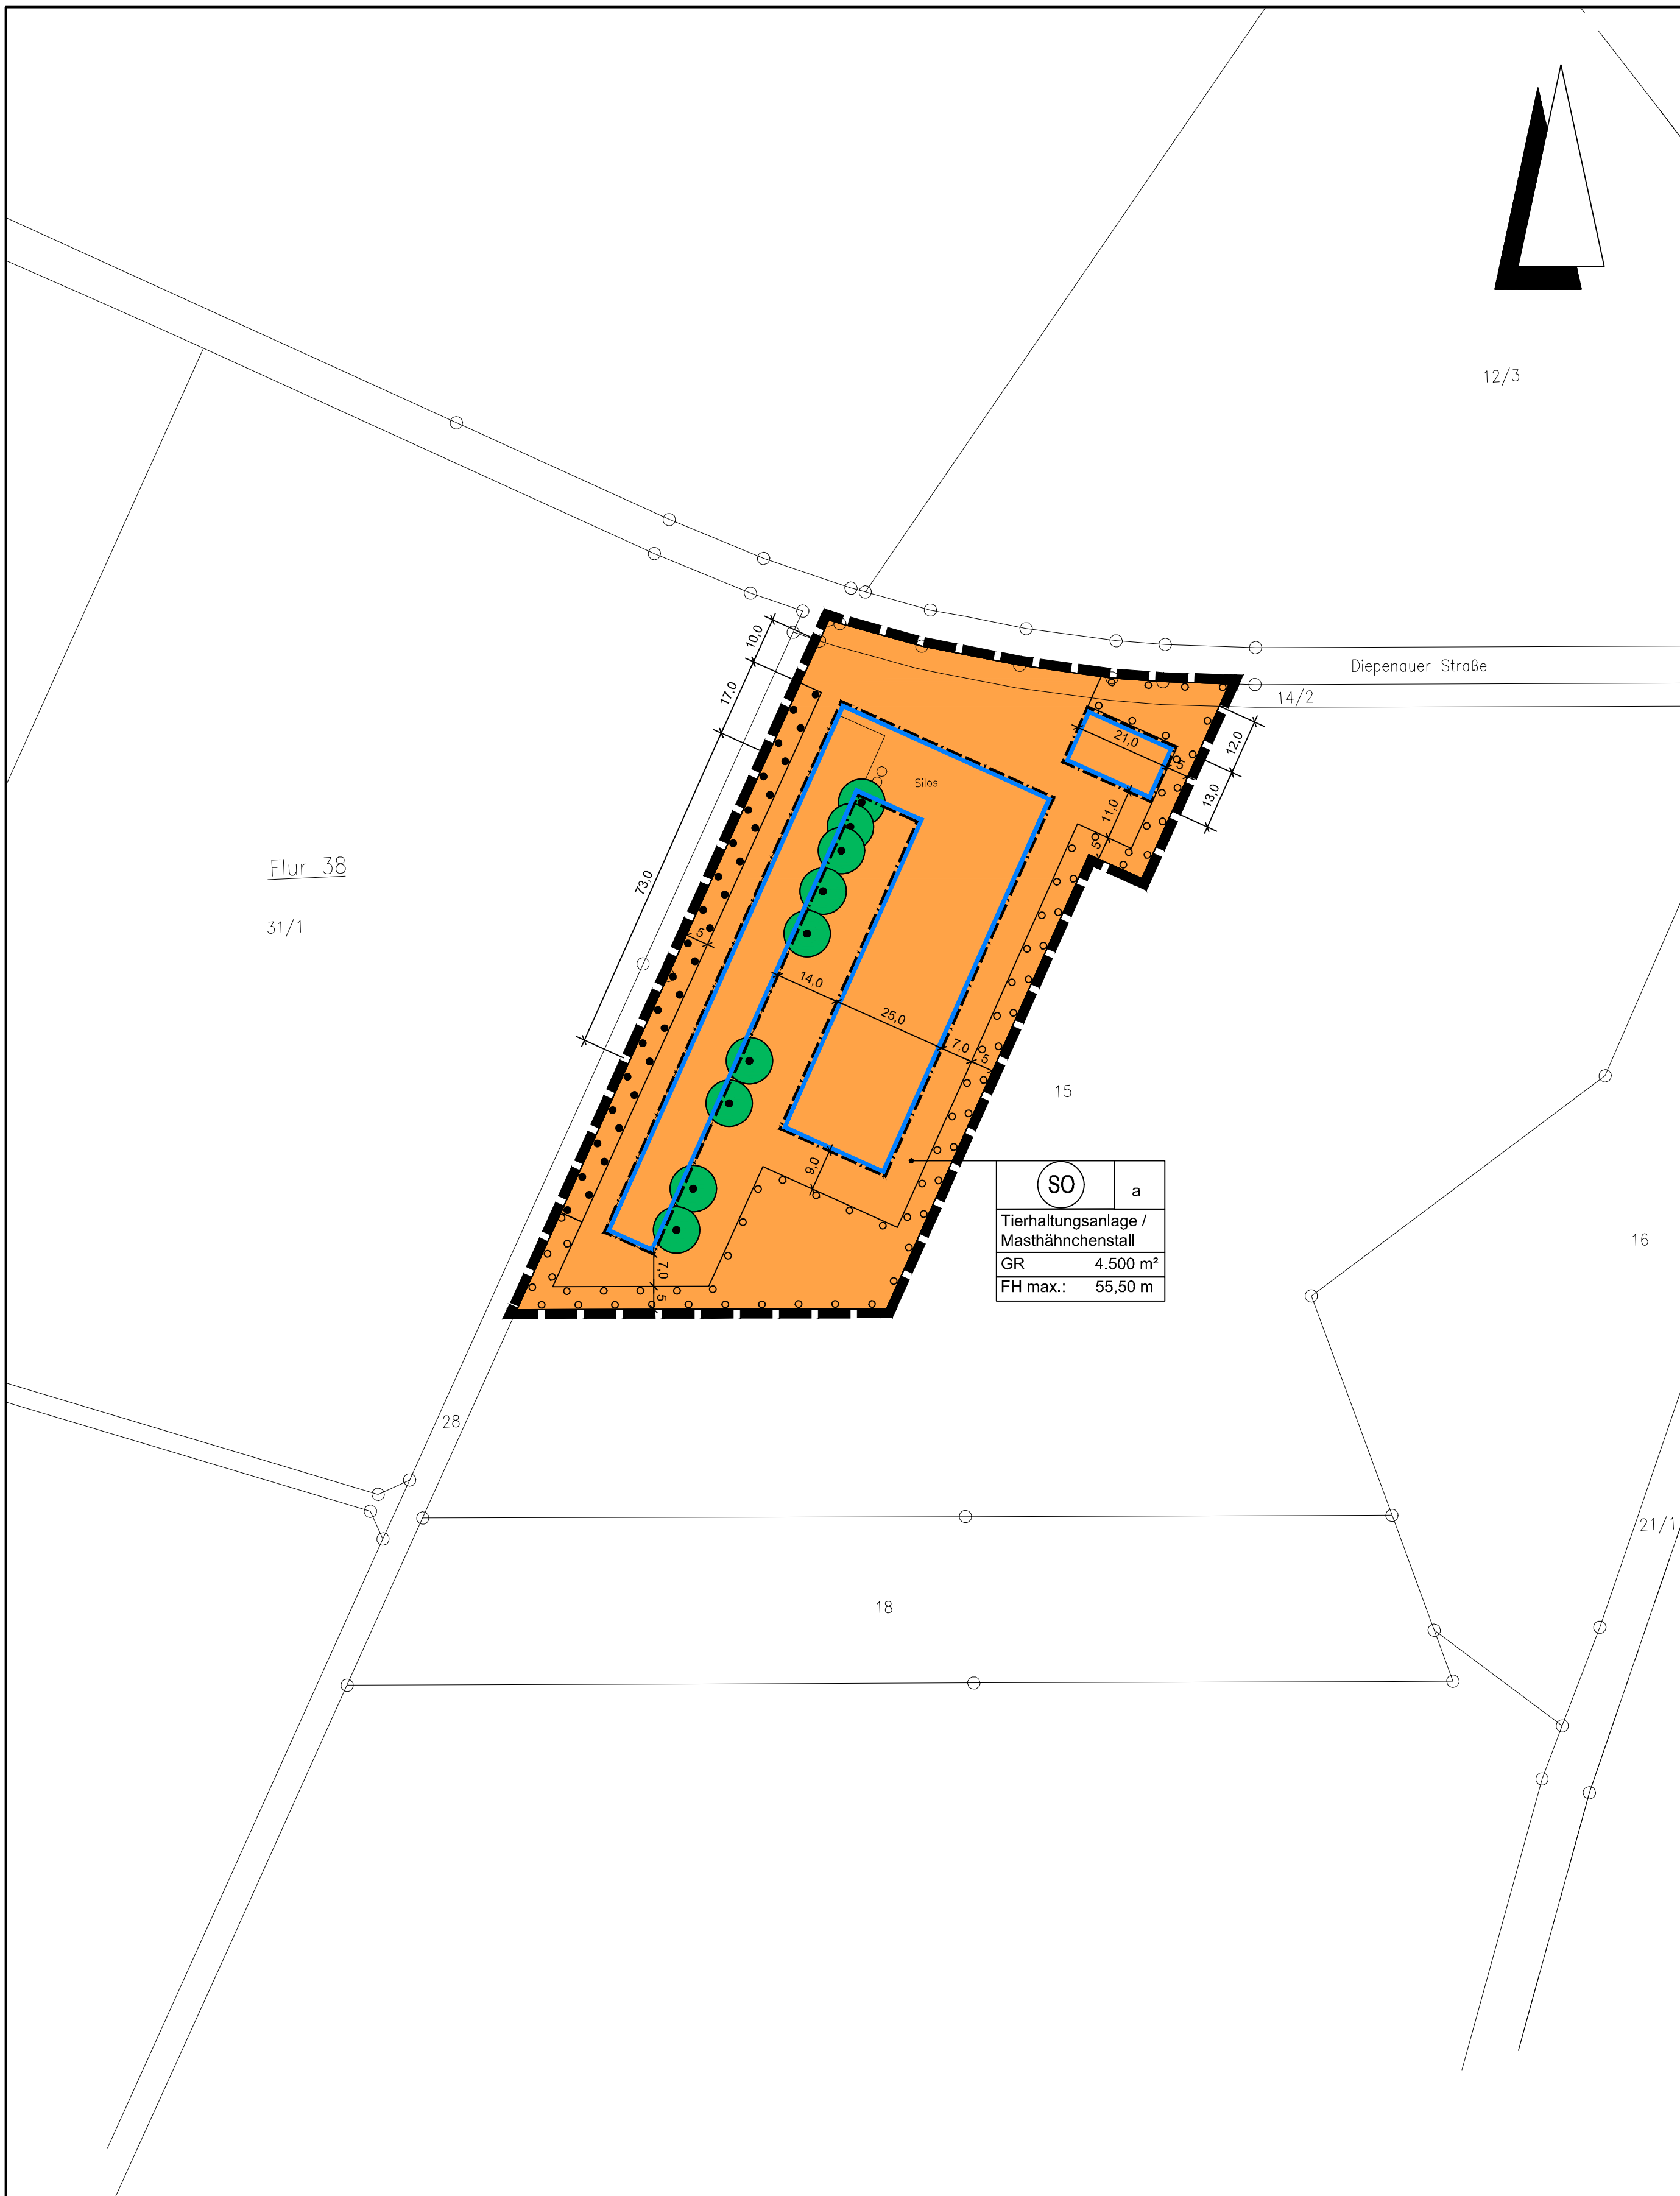 12/3
Diepenauer Straße
14/2
10,0
17,0
73,0
12,0
13,0
21,0
5
11,0
5
Silos
Flur 38
31/1
5
14,0
25,0
7,0
5
15
9,0
SO
a
Tierhaltungsanlage /
Masthähnchenstall
GR 4.500 m²
FH max.: 55,50 m
7,0
5
16
28
21/1
18